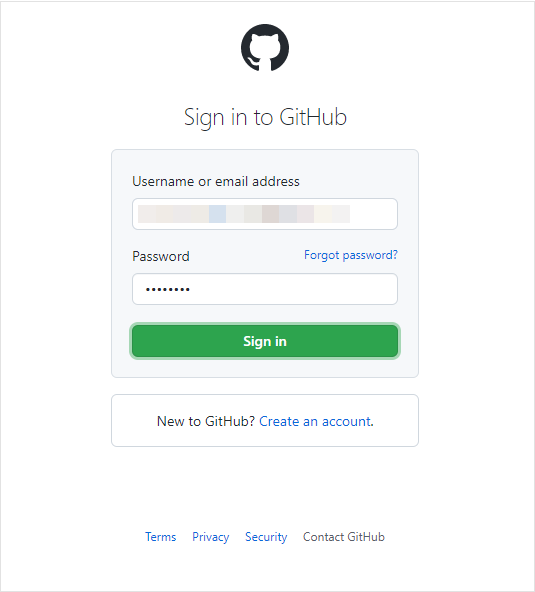 Sign in to GitHub
Username or email address
Password Forgot password?
••••••••
Sign in
New to GitHub? Create an account.
Terms Privacy Security Contact GitHub